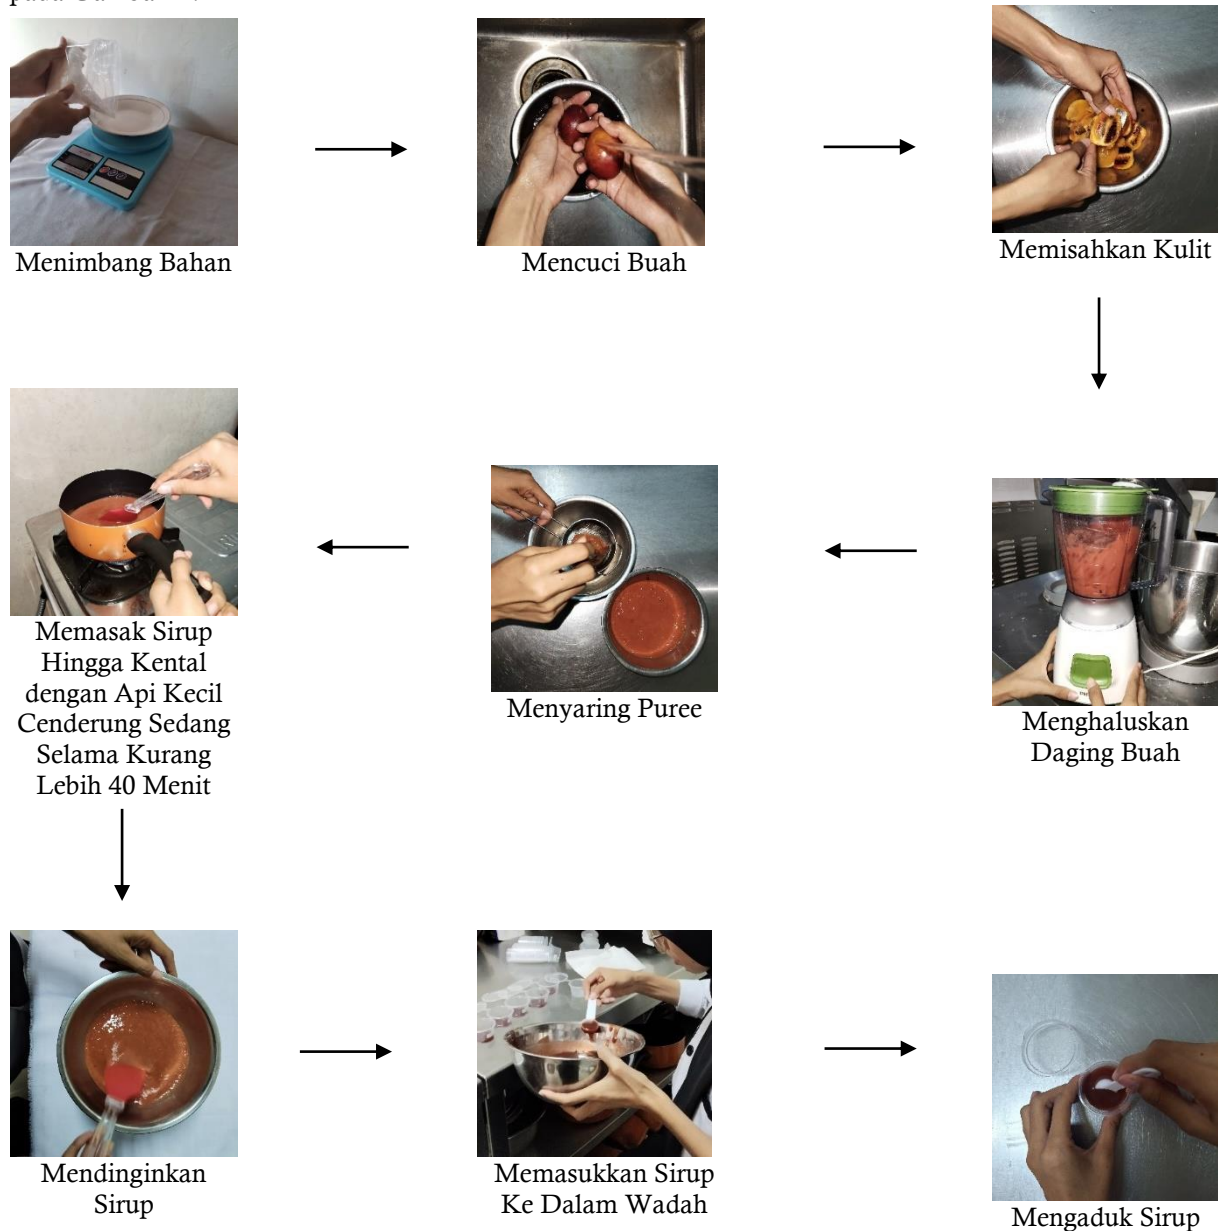 Menimbang Bahan
Mencuci Buah
Memisahkan Kulit
Menghaluskan
Daging Buah
Menyaring Puree
Memasak Sirup
Hingga Kental
dengan Api Kecil
Cenderung Sedang
Selama Kurang
Lebih 40 Menit
Mendinginkan
Sirup
Memasukkan Sirup
Ke Dalam Wadah
Mengaduk Sirup